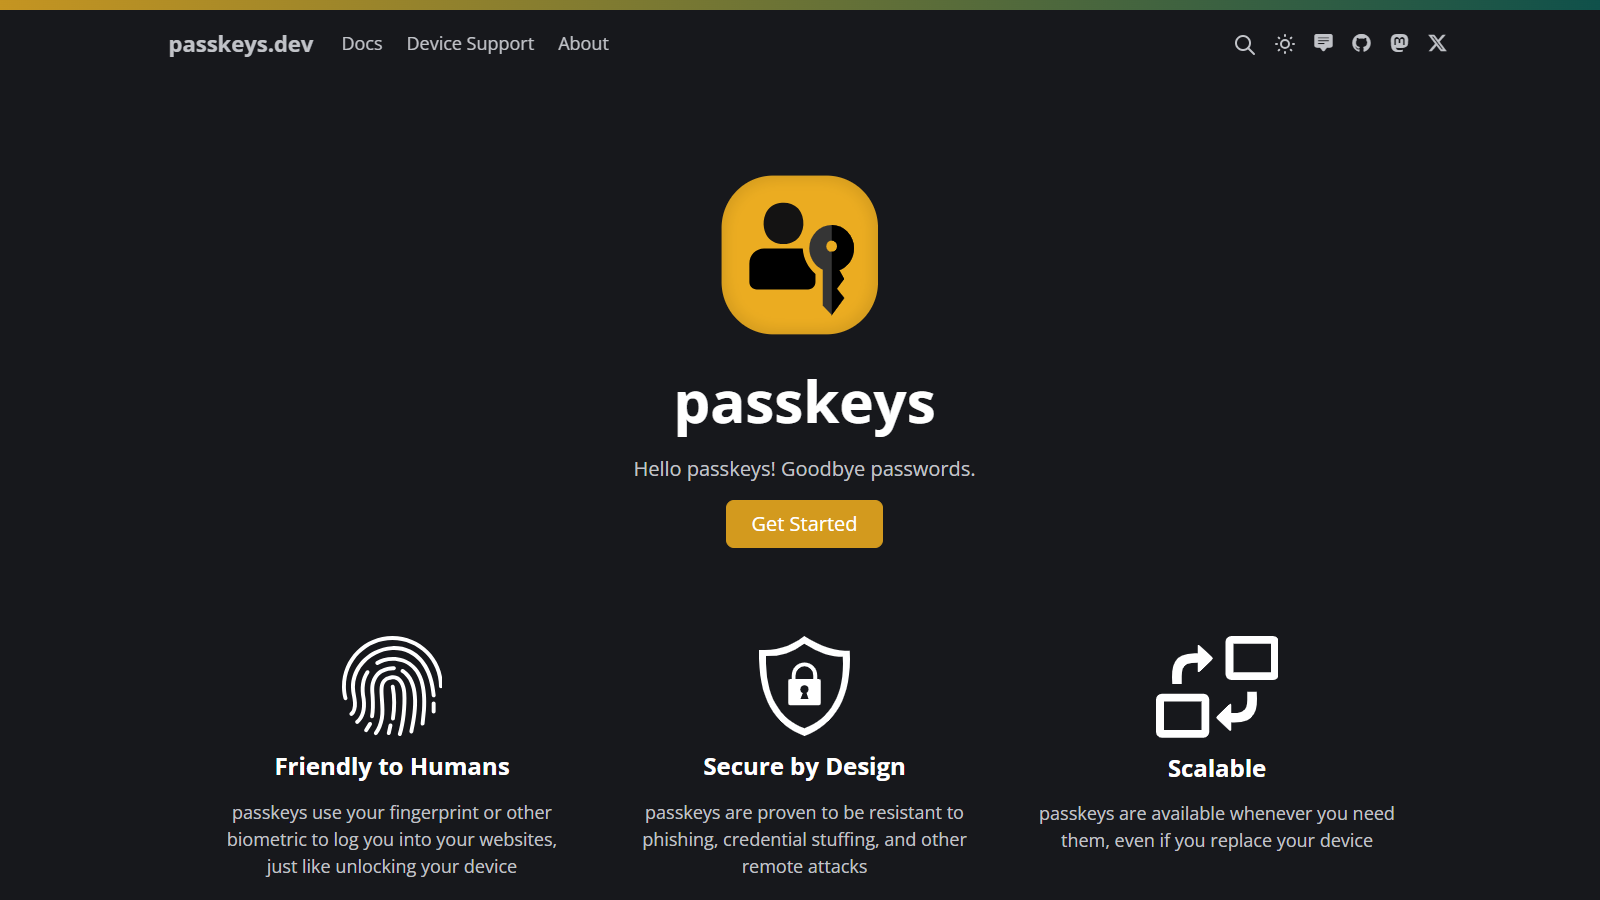 passkeys.dev Docs Device Support About
passkeys
Hello passkeys! Goodbye passwords.
Get Started
Friendly to Humans
passkeys use your fingerprint or other
biometric to log you into your websites,
just like unlocking your device
Secure by Design
passkeys are proven to be resistant to
phishing, credential stuffing, and other
remote attacks
Scalable
passkeys are available whenever you need
them, even if you replace your device